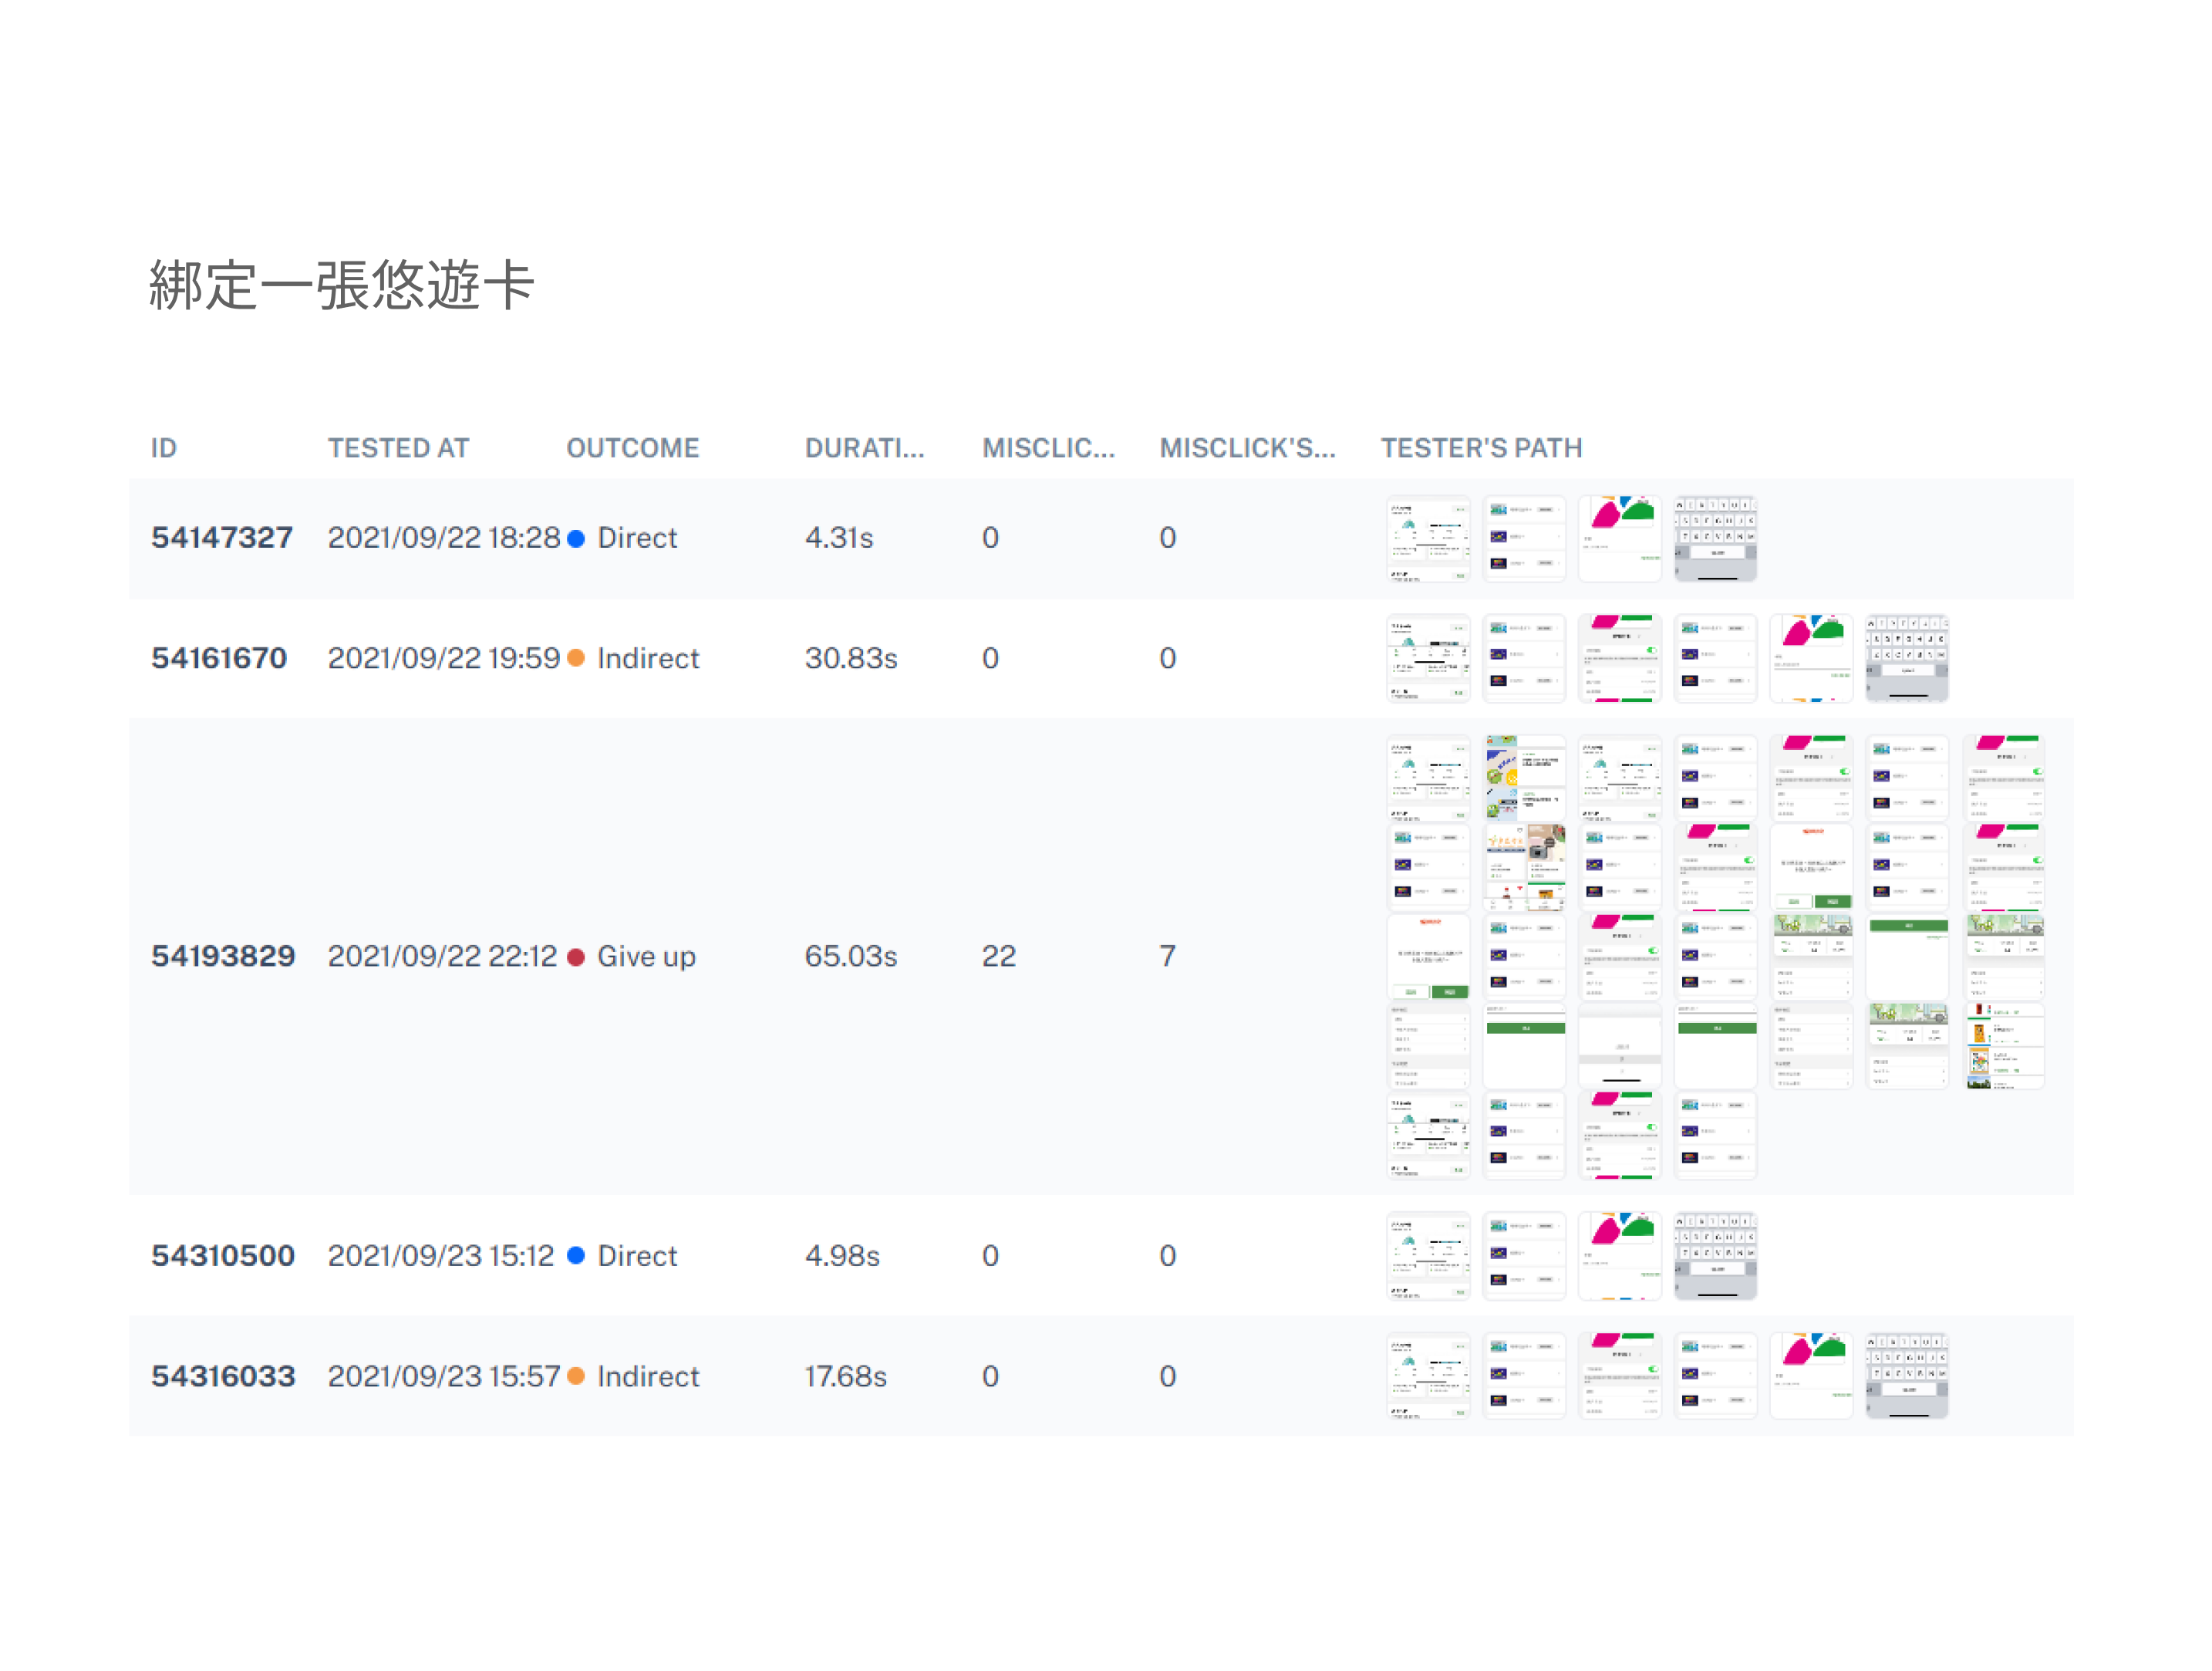 綁定一張悠遊卡
ID TESTED AT OUTCOME DURATI... MISCLIC... MISCLICK'S... TESTER'S PATH
54147327 2021/09/22 18:28 Direct 4.31s 0 0
54161670 2021/09/22 19:59 Indirect 30.83s 0 0
54193829 2021/09/22 22:12 Give up 65.03s 22 7
54310500 2021/09/23 15:12 Direct 4.98s 0 0
54316033 2021/09/23 15:57 Indirect 17.68s 0 0